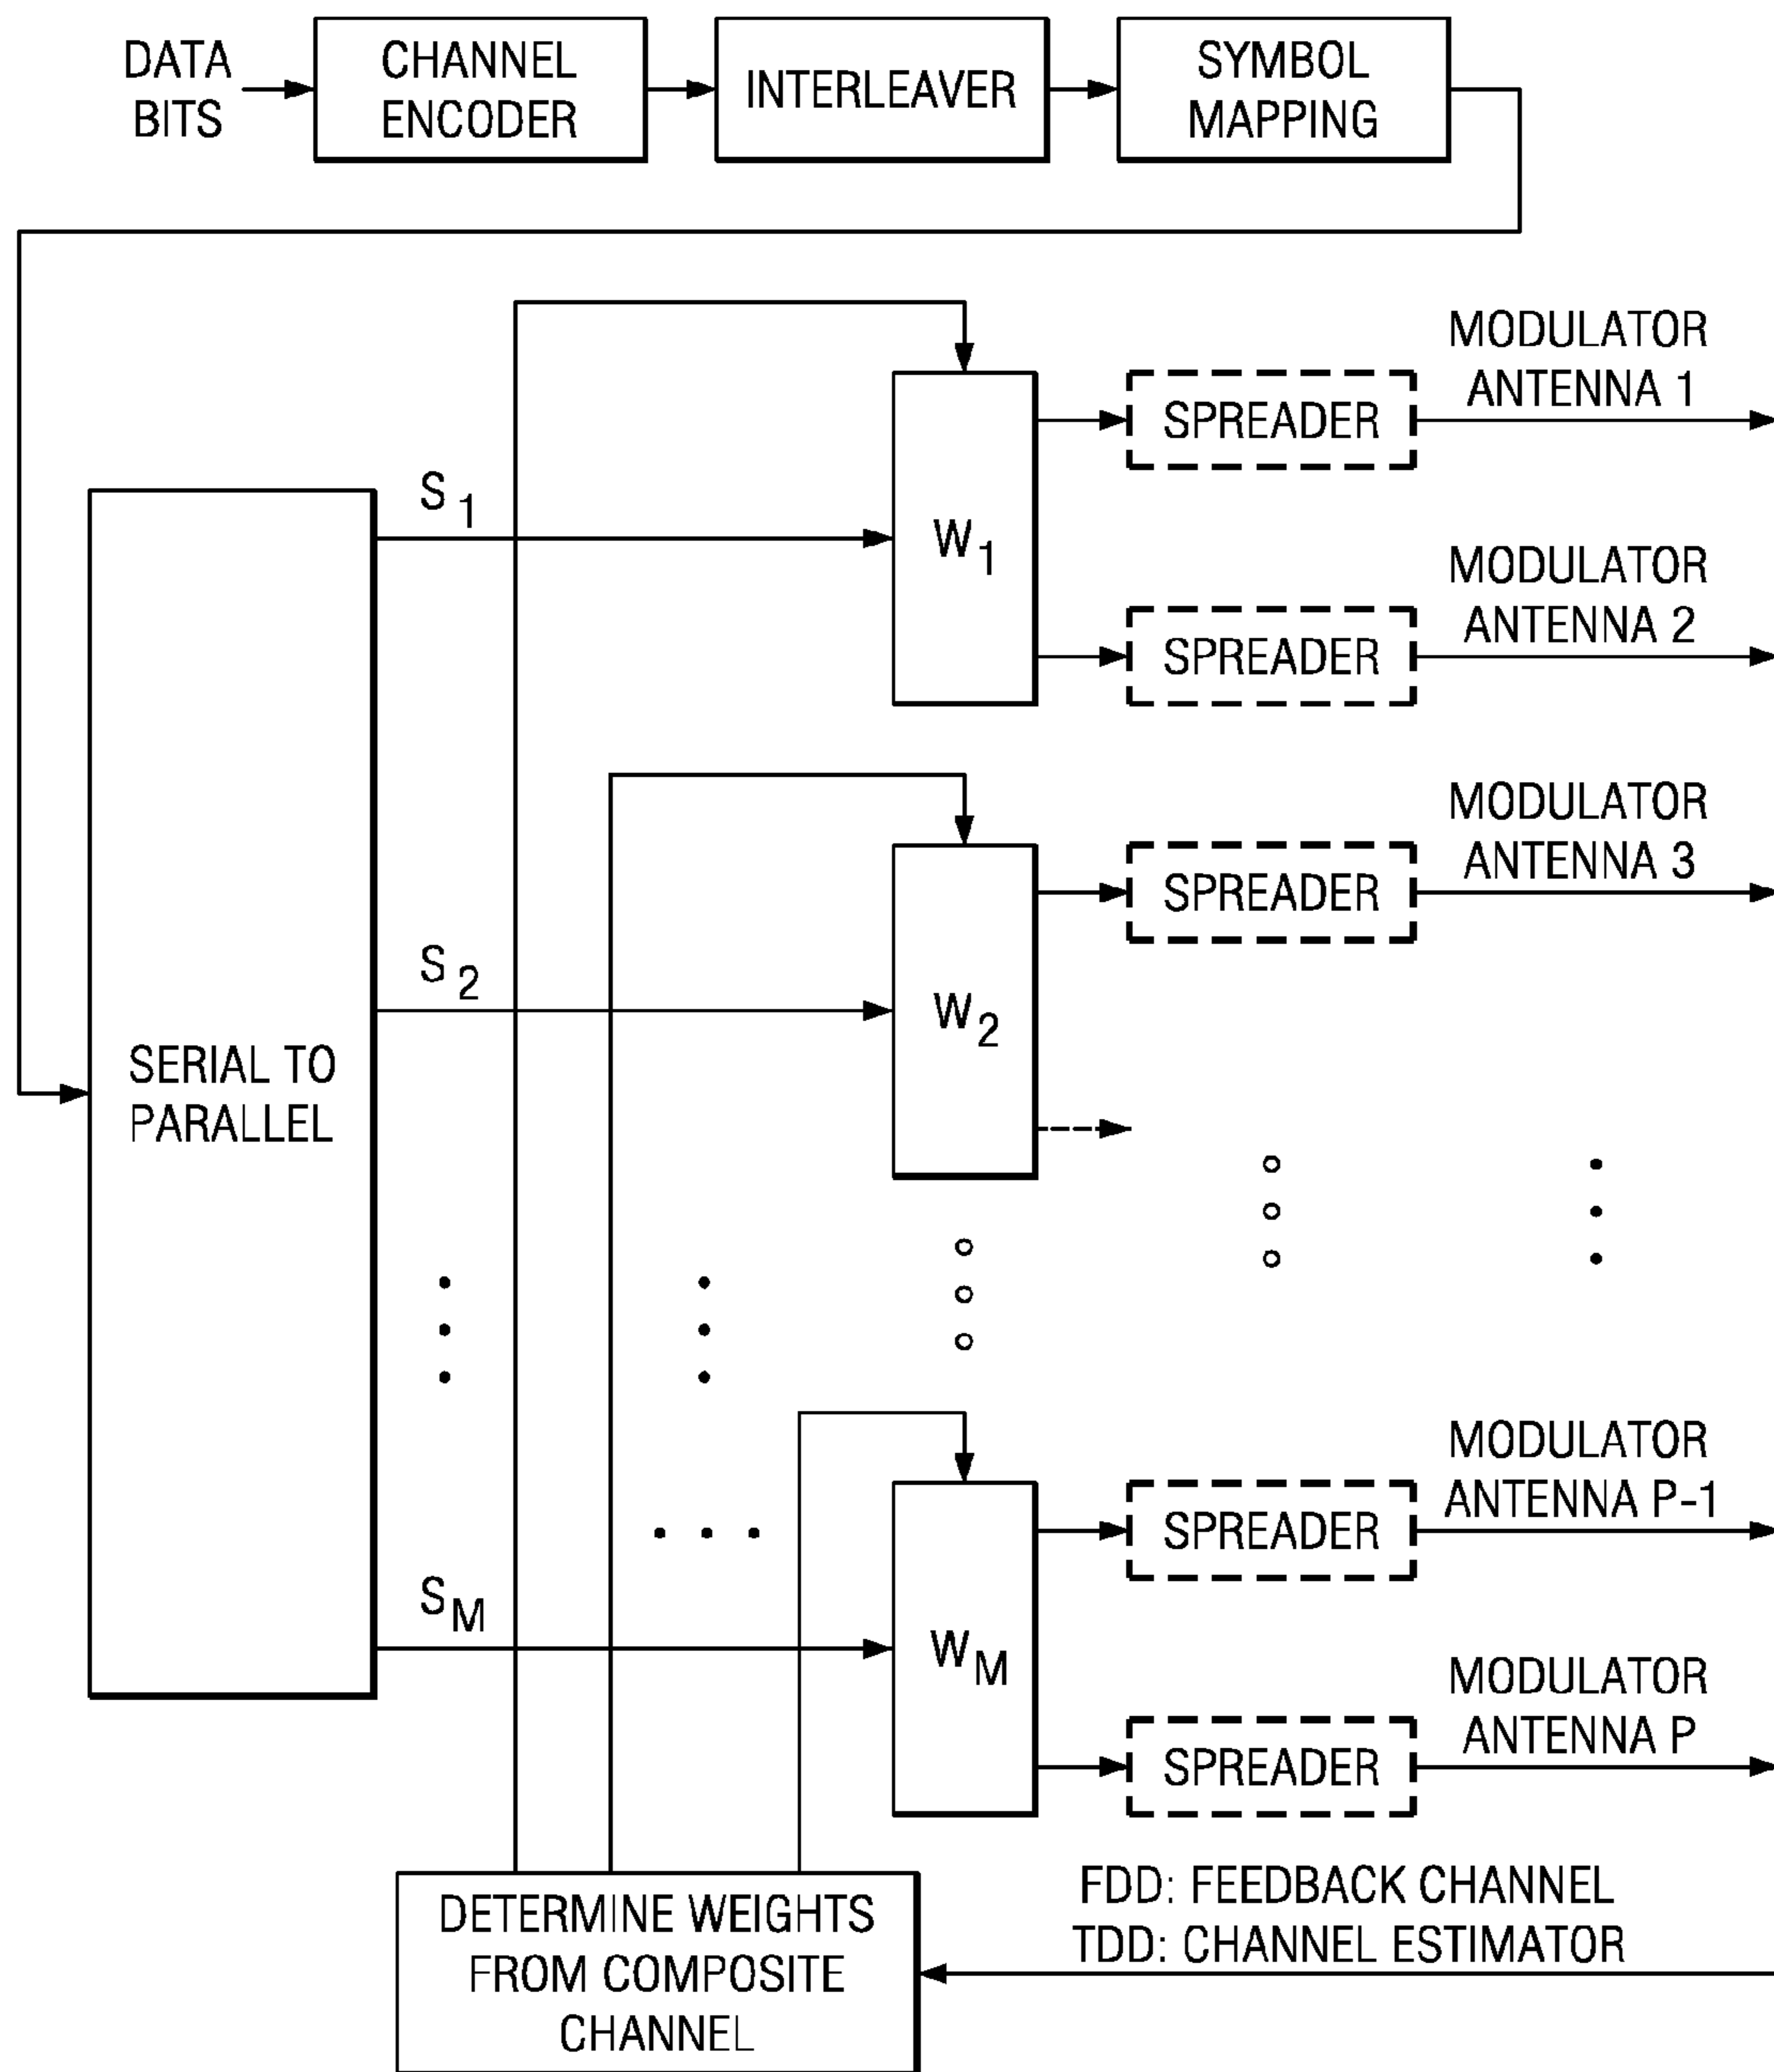 DATA
BITS
CHANNEL
ENCODER
INTERLEAVER
SYMBOL
MAPPING
MODULATOR
ANTENNA 1
SPREADER
S1
W1
MODULATOR
ANTENNA 2
SPREADER
MODULATOR
ANTENNA 3
SPREADER
S2
W2
SERIAL TO
PARALLEL
MODULATOR
ANTENNA P-1
SPREADER
SM
WM
MODULATOR
ANTENNA P
SPREADER
DETERMINE WEIGHTS
FROM COMPOSITE
CHANNEL
FDD: FEEDBACK CHANNEL
TDD: CHANNEL ESTIMATOR